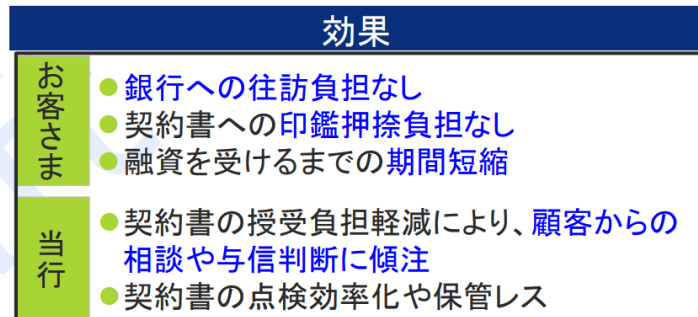 効果
お客さま
●銀行への往訪負担なし
●契約書への印鑑押捺負担なし
●融資を受けるまでの期間短縮
当行
●契約書の授受負担軽減により、顧客からの
相談や与信判断に傾注
●契約書の点検効率化や保管レス